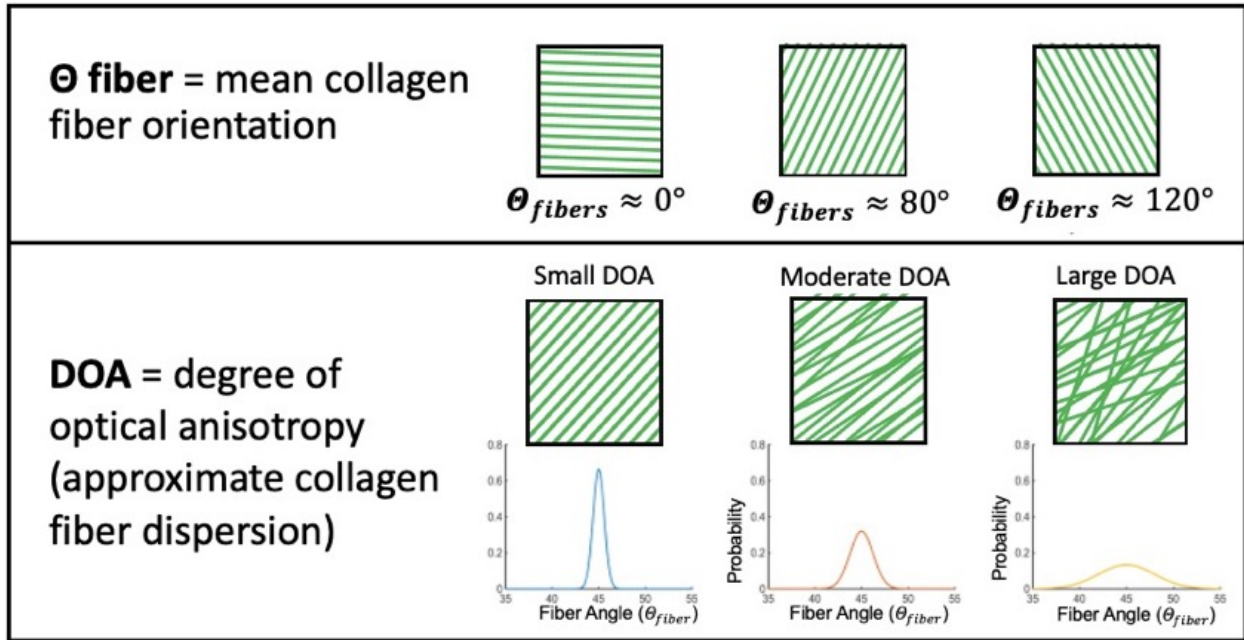 Θ fiber = mean collagen
fiber orientation
Θfibers ≈ 0°
Θfibers ≈ 80°
Θfibers ≈ 120°
DOA = degree of
optical anisotropy
(approximate collagen
fiber dispersion)
Small DOA
Moderate DOA
Large DOA
0.8
0.6
0.4
0.2
0
35 40 45 50 55
Fiber Angle (Θfiber)
Probability
0.8
0.6
0.4
0.2
0
35 40 45 50 55
Fiber Angle (Θfiber)
Probability
0.8
0.6
0.4
0.2
0
35 40 45 50 55
Fiber Angle (Θfiber)